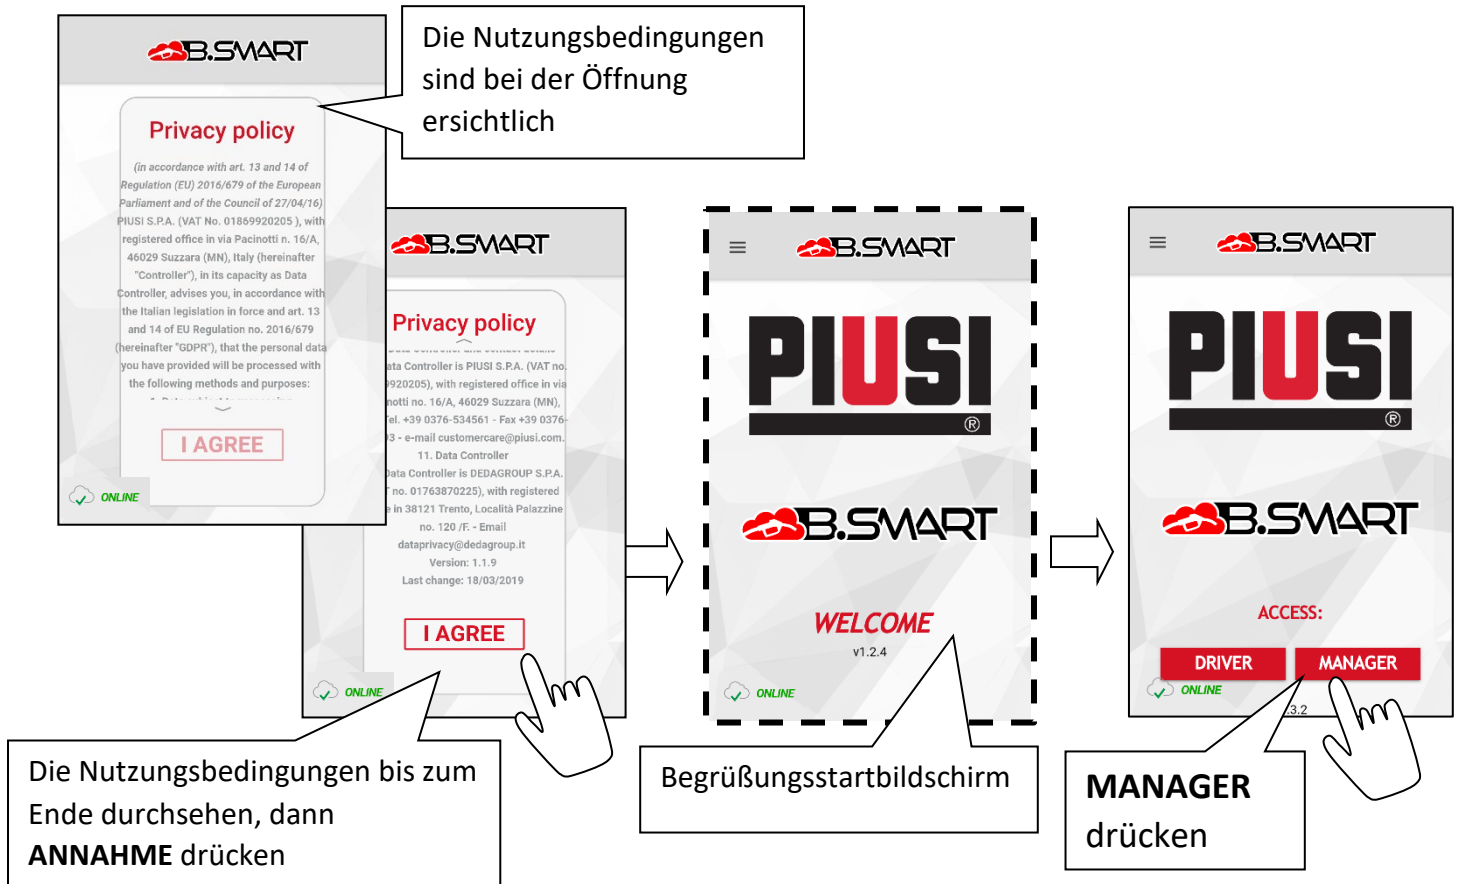 B.SMART
Privacy policy
(in accordance with art. 13 and 14 of
Regulation (EU) 2016/679 of the European
Parliament and of the Council of 27/04/16)
PIUSI S.P.A. (VAT No. 01869920205 ), with
registered office in via Pacinotti n. 16/A,
46029 Suzzara (MN), Italy (hereinafter
"Controller"), in its capacity as Data
Controller, advises you, in accordance with
the Italian legislation in force and art. 13
and 14 of EU Regulation no. 2016/679
(hereinafter "GDPR"), that the personal data
you have provided will be processed with
the following methods and purposes:
I AGREE
ONLINE
Die Nutzungsbedingungen
sind bei der Öffnung
ersichtlich
B.SMART
Privacy policy
Data Controller is PIUSI S.P.A. (VAT no.
9920205), with registered office in via
notti no. 16/A, 46029 Suzzara (MN),
Tel. +39 0376-534561 - Fax +39 0376-
93 - e-mail customercare@piusi.com.
11. Data Controller
Data Controller is DEDAGROUP S.P.A.
no. 01763870225), with registered
e in 38121 Trento, Località Palazzine
no. 120 /F. - Email
dataprivacy@dedagroup.it
Version: 1.1.9
Last change: 18/03/2019
I AGREE
ONLINE
Die Nutzungsbedingungen bis zum
Ende durchsehen, dann
ANNAHME drücken
B.SMART
PIUSI
®
B.SMART
WELCOME
v1.2.4
ONLINE
Begrüßungsstartbildschirm
B.SMART
PIUSI
®
B.SMART
ACCESS:
DRIVER MANAGER
ONLINE
.3.2
MANAGER
drücken